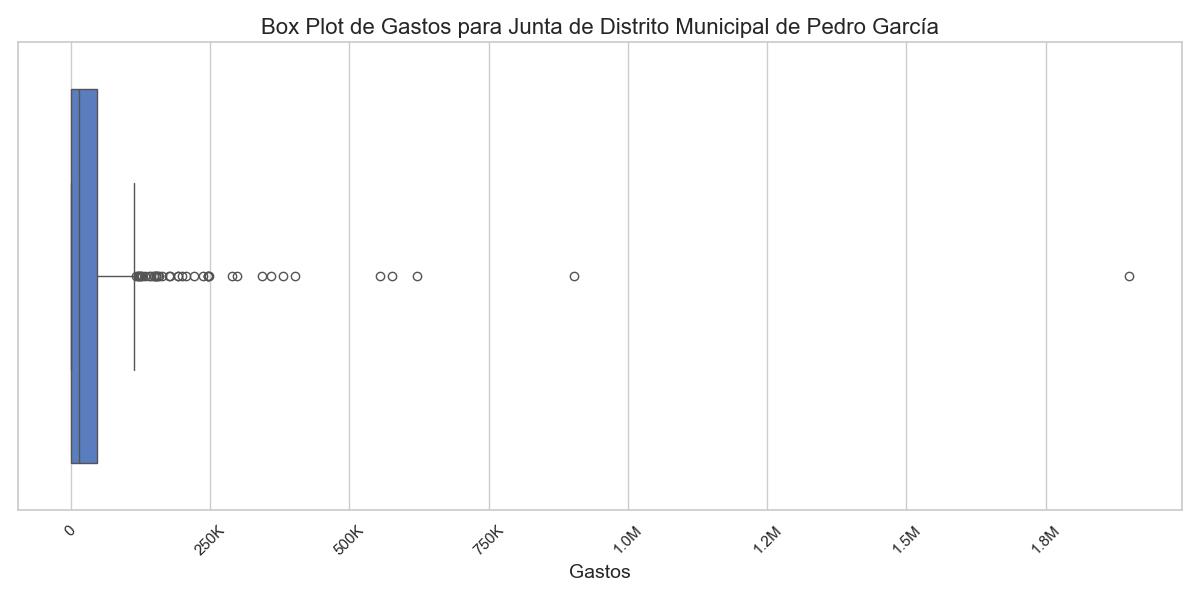 Box Plot de Gastos para Junta de Distrito Municipal de Pedro García
0
250K
500K
750K
1.0M
1.2M
1.5M
1.8M
Gastos